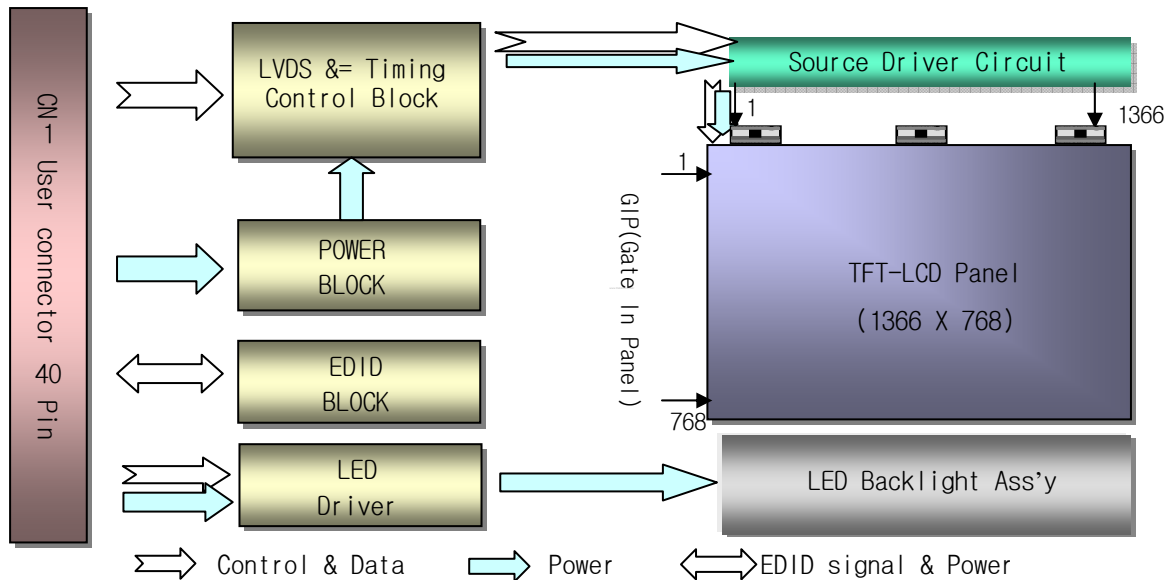 CN1- User connector 40 Pin
LVDS &= Timing
Control Block
POWER
BLOCK
EDID
BLOCK
LED
Driver
Source Driver Circuit
1
1366
1
GIP(Gate In Panel)
768
TFT-LCD Panel
(1366 X 768)
LED Backlight Ass'y
Control & Data
Power
EDID signal & Power